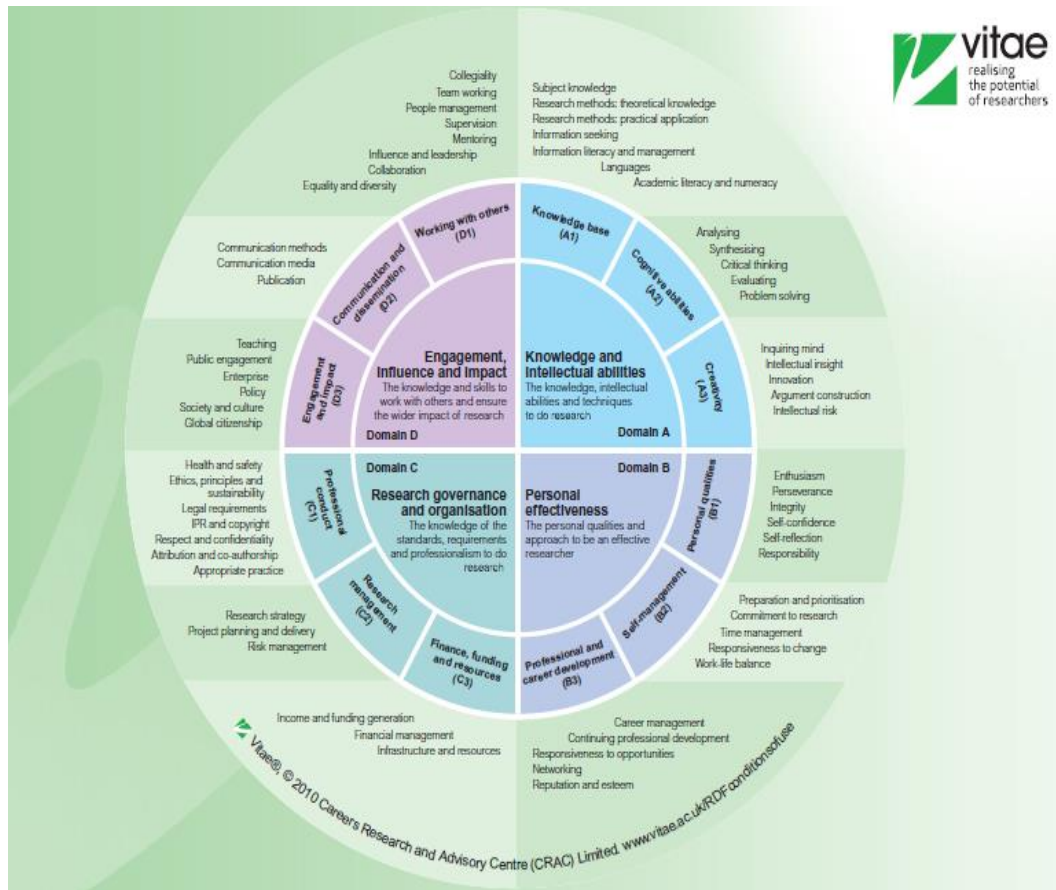 vitae
realising
the potential
of researchers
Collegiality
Team working
People management
Supervision
Mentoring
Influence and leadership
Collaboration
Equality and diversity
Subject knowledge
Research methods: theoretical knowledge
Research methods: practical application
Information seeking
Information literacy and management
Languages
Academic literacy and numeracy
Working with others
(D1)
Knowledge base
(A1)
Communication methods
Communication media
Publication
Communication and
dissemination
(D2)
Cognitive abilities
(A2)
Analysing
Synthesising
Critical thinking
Evaluating
Problem solving
Teaching
Public engagement
Enterprise
Policy
Society and culture
Global citizenship
Engagement
and impact
(D3)
Engagement,
Influence and Impact
The knowledge and skills to
work with others and ensure
the wider impact of research
Domain D
Knowledge and
Intellectual abilities
The knowledge, intellectual
abilities and techniques
to do research
Domain A
Creativity
(A3)
Inquiring mind
Intellectual insight
Innovation
Argument construction
Intellectual risk
Health and safety
Ethics, principles and
sustainability
Legal requirements
IPR and copyright
Respect and confidentiality
Attribution and co-authorship
Appropriate practice
Professional
conduct
(C1)
Domain C
Research governance
and organisation
The knowledge of the
standards, requirements
and professionalism to do
research
Domain B
Personal
effectiveness
The personal qualities and
approach to be an effective
researcher
Personal qualities
(B1)
Enthusiasm
Perseverance
Integrity
Self-confidence
Self-reflection
Responsibility
Research strategy
Project planning and delivery
Risk management
Research
management
(C2)
Self-management
(B2)
Preparation and prioritisation
Commitment to research
Time management
Responsiveness to change
Work-life balance
Finance, funding
and resources
(C3)
Professional and
career development
(B3)
Income and funding generation
Financial management
Infrastructure and resources
Career management
Continuing professional development
Responsiveness to opportunities
Networking
Reputation and esteem
Vitae®, © 2010 Careers Research and Advisory Centre (CRAC) Limited. www.vitae.ac.uk/RDFconditionsofuse